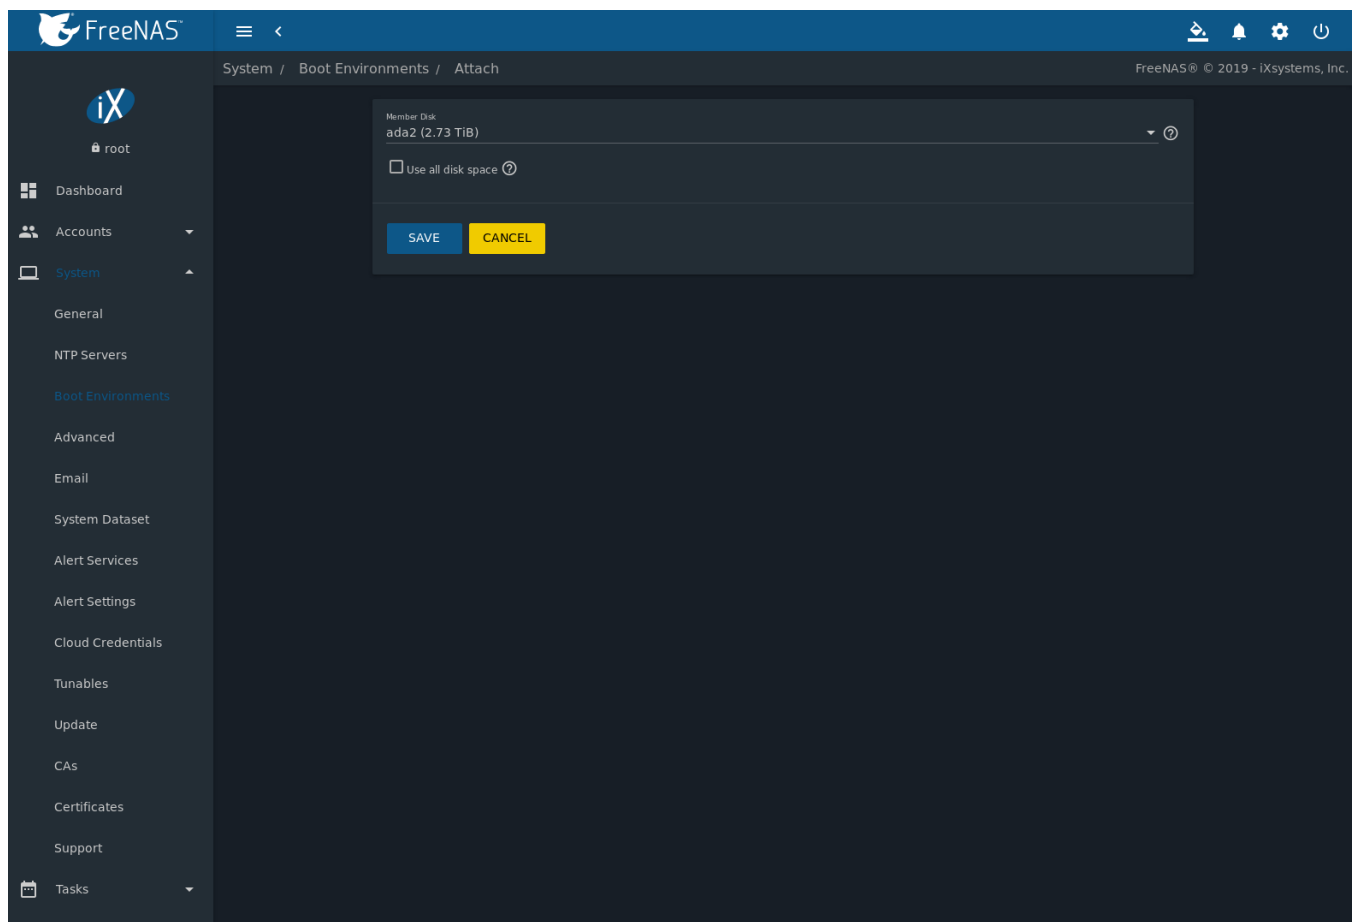 FreeNAS™
System / Boot Environments / Attach
FreeNAS® © 2019 - iXsystems, Inc.
iX
root
Dashboard
Accounts
System
General
NTP Servers
Boot Environments
Advanced
Email
System Dataset
Alert Services
Alert Settings
Cloud Credentials
Tunables
Update
CAs
Certificates
Support
Tasks
Member Disk
ada2 (2.73 TiB)
Use all disk space
SAVE
CANCEL